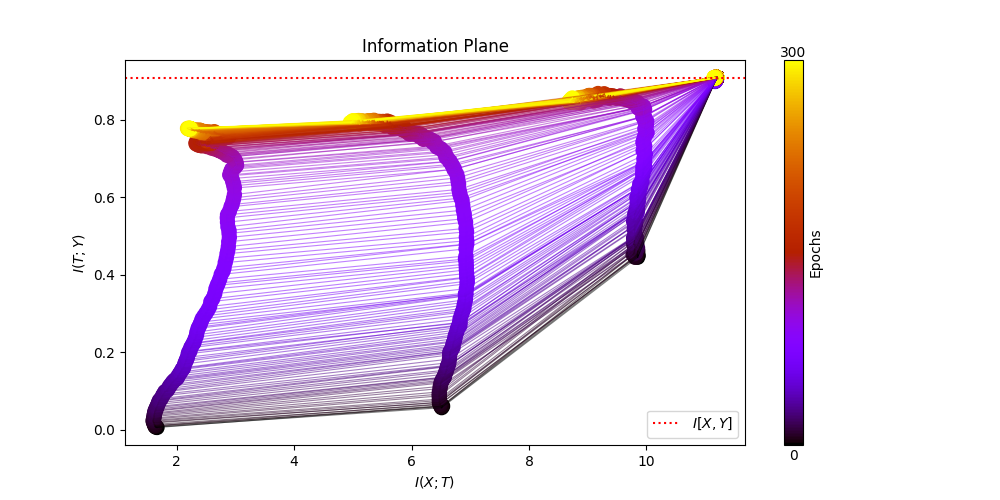 Information Plane
300
0.8
0.6
0.4
0.2
0.0
I(T; Y)
Epochs
I[X, Y]
0
2
4
6
8
10
I(X; T)